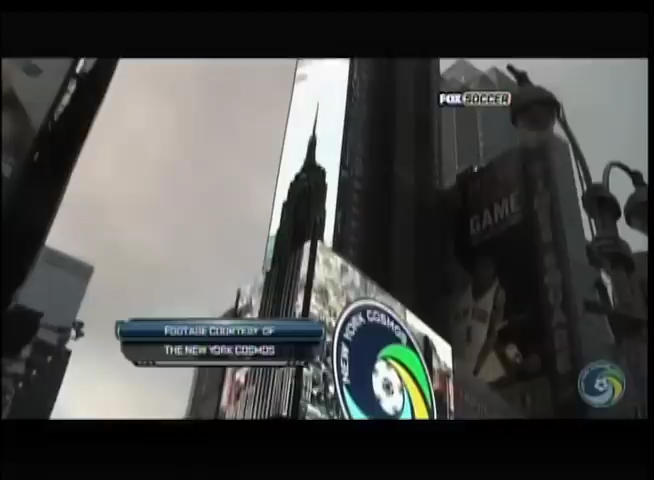 FOX SOCCER
GAME
FOOTAGE COURTESY OF
THE NEW YORK COSMOS
NEW YORK COSMOS